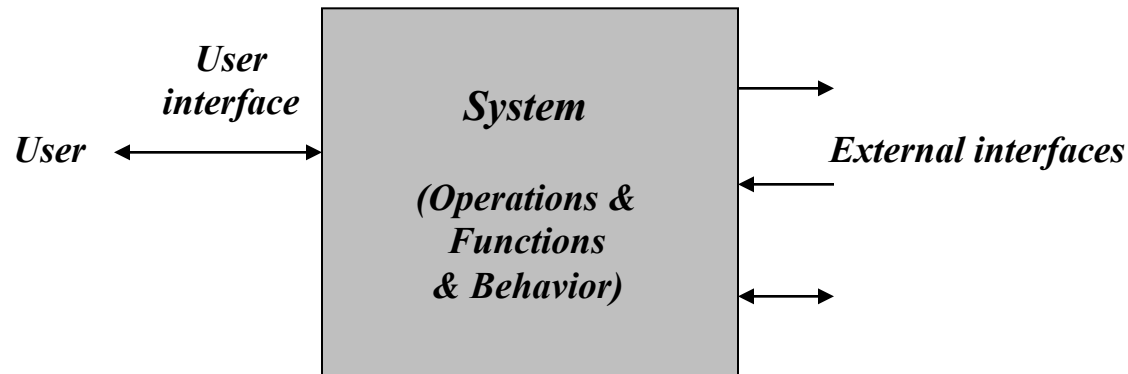 User
interface
User
System
(Operations &
Functions
& Behavior)
External interfaces